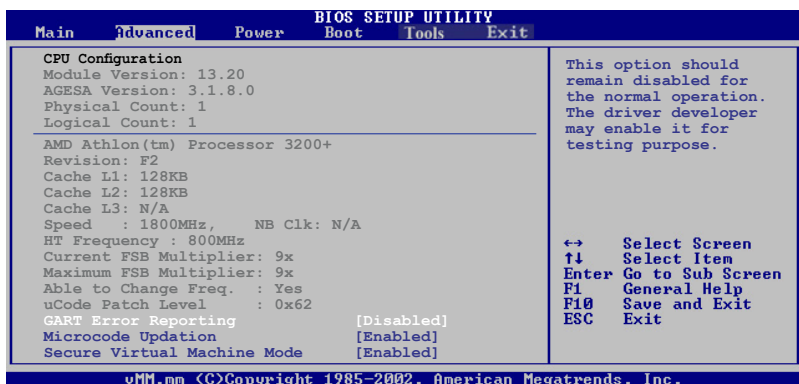 BIOS SETUP UTILITY
Main Advanced Power Boot Tools Exit
CPU Configuration
Module Version: 13.20
AGESA Version: 3.1.8.0
Physical Count: 1
Logical Count: 1
AMD Athlon(tm) Processor 3200+
Revision: F2
Cache L1: 128KB
Cache L2: 128KB
Cache L3: N/A
Speed : 1800MHz, NB Clk: N/A
HT Frequency : 800MHz
Current FSB Multiplier: 9x
Maximum FSB Multiplier: 9x
Able to Change Freq. : Yes
uCode Patch Level : 0x62
GART Error Reporting [Disabled]
Microcode Updation [Enabled]
Secure Virtual Machine Mode [Enabled]
This option should
remain disabled for
the normal operation.
The driver developer
may enable it for
testing purpose.
←→ Select Screen
↑↓ Select Item
Enter Go to Sub Screen
F1 General Help
F10 Save and Exit
ESC Exit
vMM.mm (C)Copyright 1985-2002, American Megatrends, Inc.